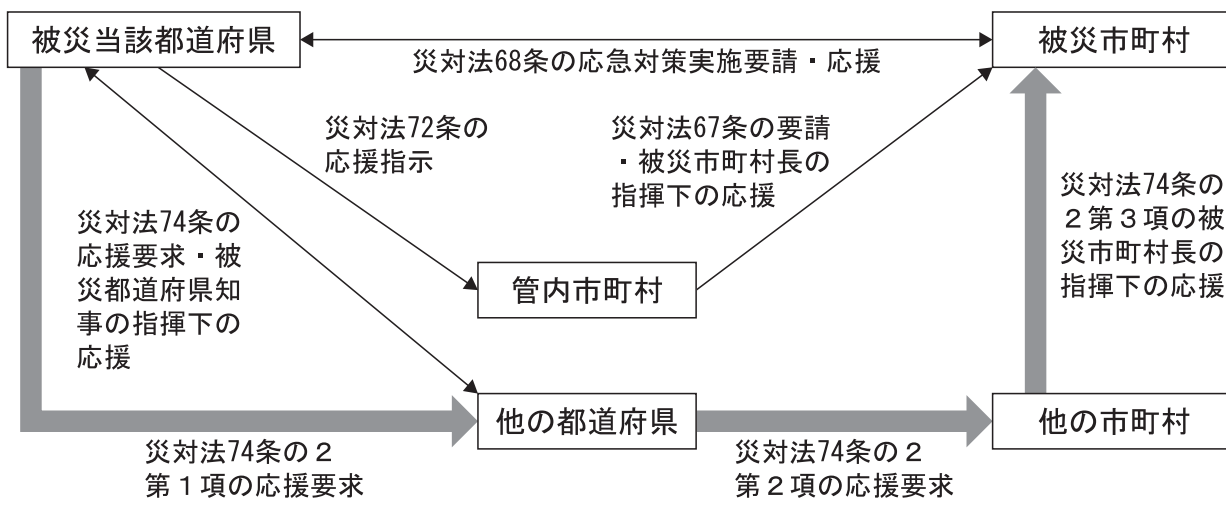 被災当該都道府県
被災市町村
災対法68条の応急対策実施要請・応援
災対法72条の
応援指示
災対法67条の要請
・被災市町村長の
指揮下の応援
災対法74条の
２第３項の被
災市町村長の
指揮下の応援
災対法74条の
応援要求・被
災都道府県知
事の指揮下の
応援
管内市町村
他の都道府県
他の市町村
災対法74条の２
第１項の応援要求
災対法74条の２
第２項の応援要求